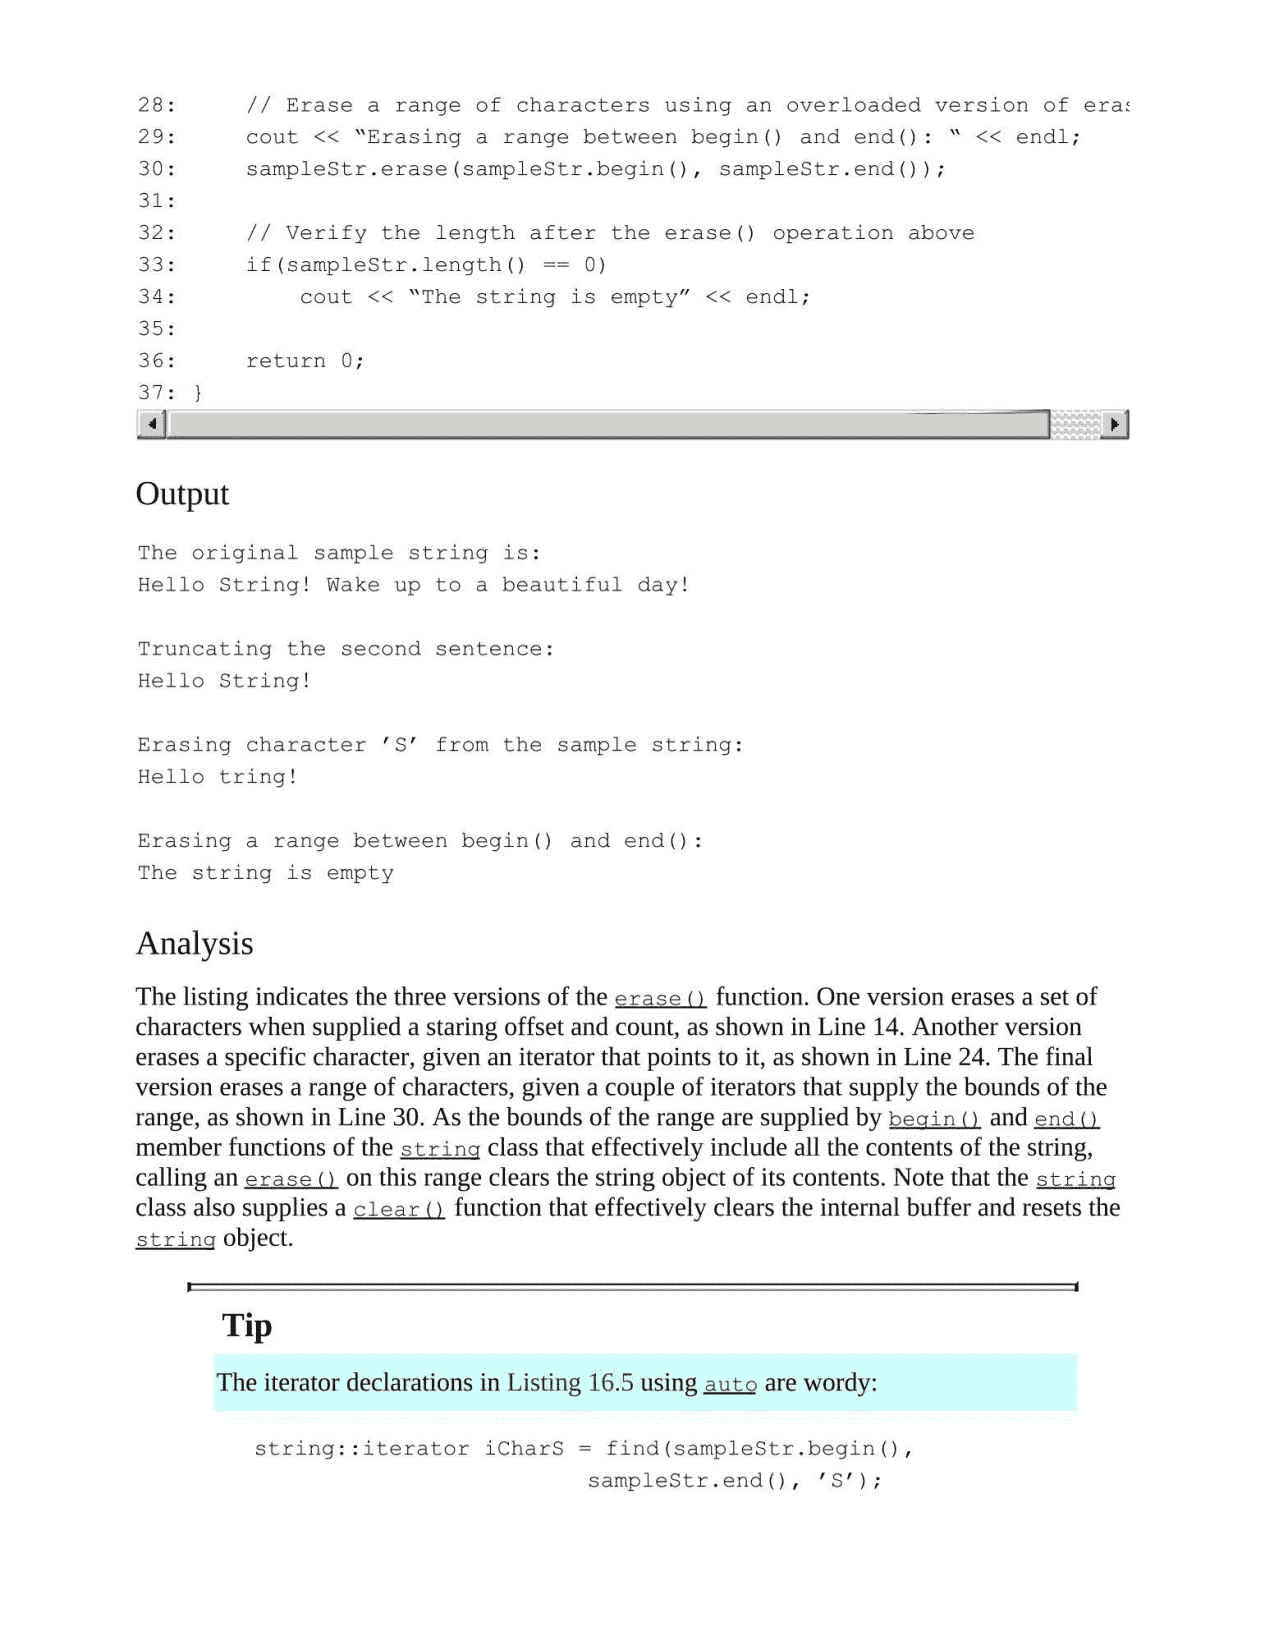 28:     // Erase a range of characters using an overloaded version of eras
29:     cout << “Erasing a range between begin() and end(): “ << endl;
30:     sampleStr.erase(sampleStr.begin(), sampleStr.end());
31:
32:     // Verify the length after the erase() operation above
33:     if(sampleStr.length() == 0)
34:         cout << “The string is empty” << endl;
35:
36:     return 0;
37: }
Output
The original sample string is:
Hello String! Wake up to a beautiful day!
Truncating the second sentence:
Hello String!
Erasing character ’S’ from the sample string:
Hello tring!
Erasing a range between begin() and end():
The string is empty
Analysis
The listing indicates the three versions of the erase() function. One version erases a set of
characters when supplied a staring offset and count, as shown in Line 14. Another version
erases a specific character, given an iterator that points to it, as shown in Line 24. The final
version erases a range of characters, given a couple of iterators that supply the bounds of the
range, as shown in Line 30. As the bounds of the range are supplied by begin() and end()
member functions of the string class that effectively include all the contents of the string,
calling an erase() on this range clears the string object of its contents. Note that the string
class also supplies a clear() function that effectively clears the internal buffer and resets the
string object.
Tip
The iterator declarations in Listing 16.5 using auto are wordy:
string::iterator iCharS = find(sampleStr.begin(),
                         sampleStr.end(), ’S’);